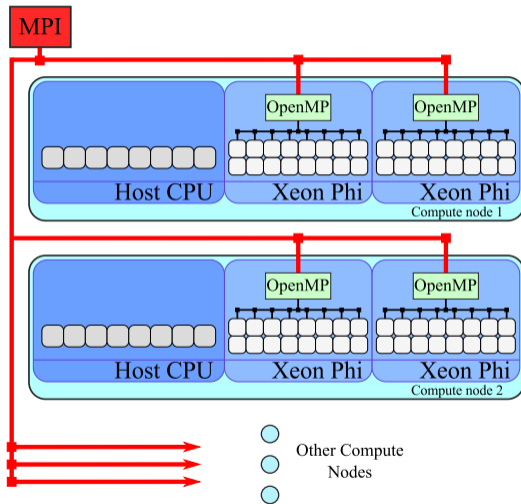 MPI
OpenMP
OpenMP
Host CPU
Xeon Phi
Xeon Phi
Compute node 1
OpenMP
OpenMP
Host CPU
Xeon Phi
Xeon Phi
Compute node 2
Other Compute
Nodes